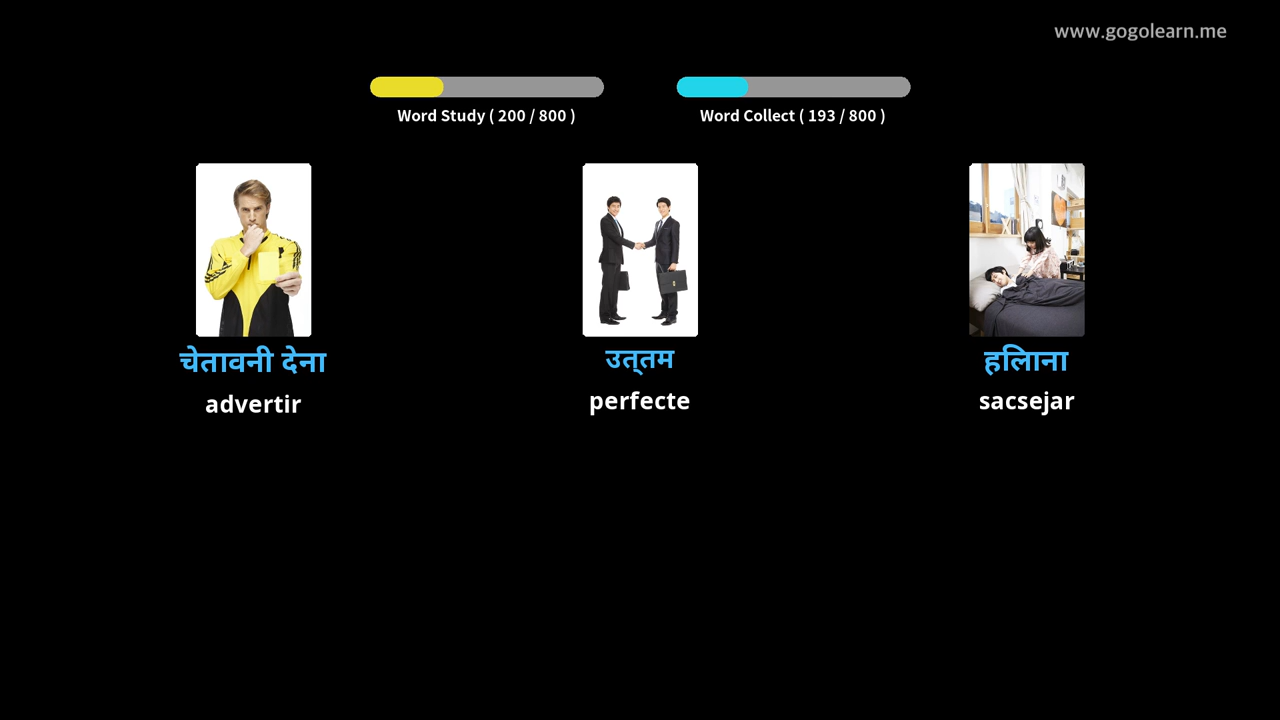 www.gogolearn.me
Word Study ( 200 / 800 )
Word Collect ( 193 / 800 )
चेतावनी देना
उत्तम
हिलाना
advertir
perfecte
sacsejar